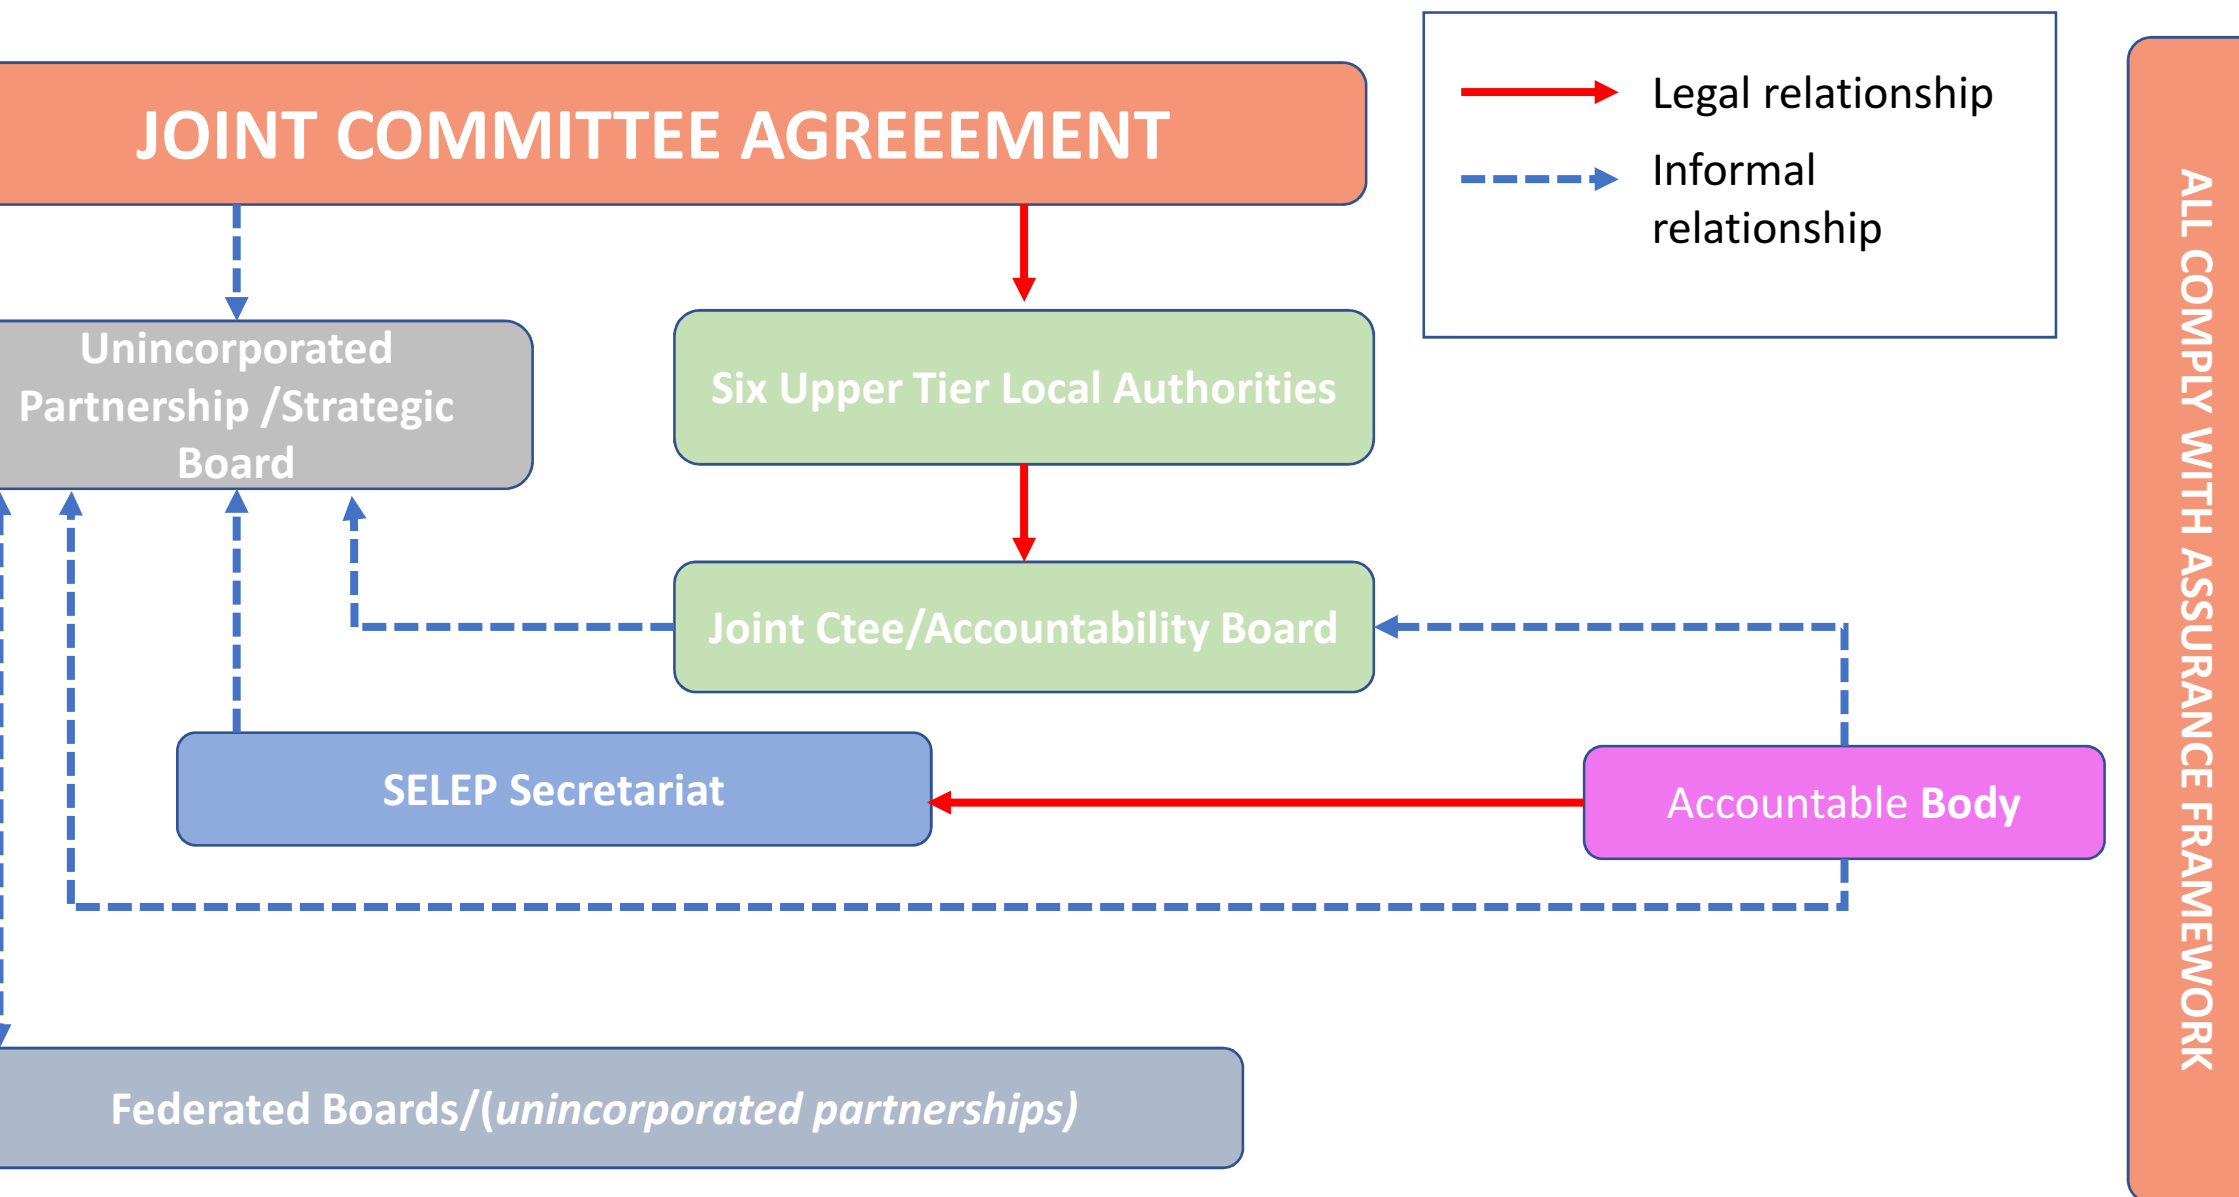 JOINT COMMITTEE AGREEEMENT
Legal relationship
Informal
relationship
Unincorporated
Partnership /Strategic
Board
Six Upper Tier Local Authorities
Joint Ctee/Accountability Board
SELEP Secretariat
Accountable Body
Federated Boards/(unincorporated partnerships)
ALL COMPLY WITH ASSURANCE FRAMEWORK